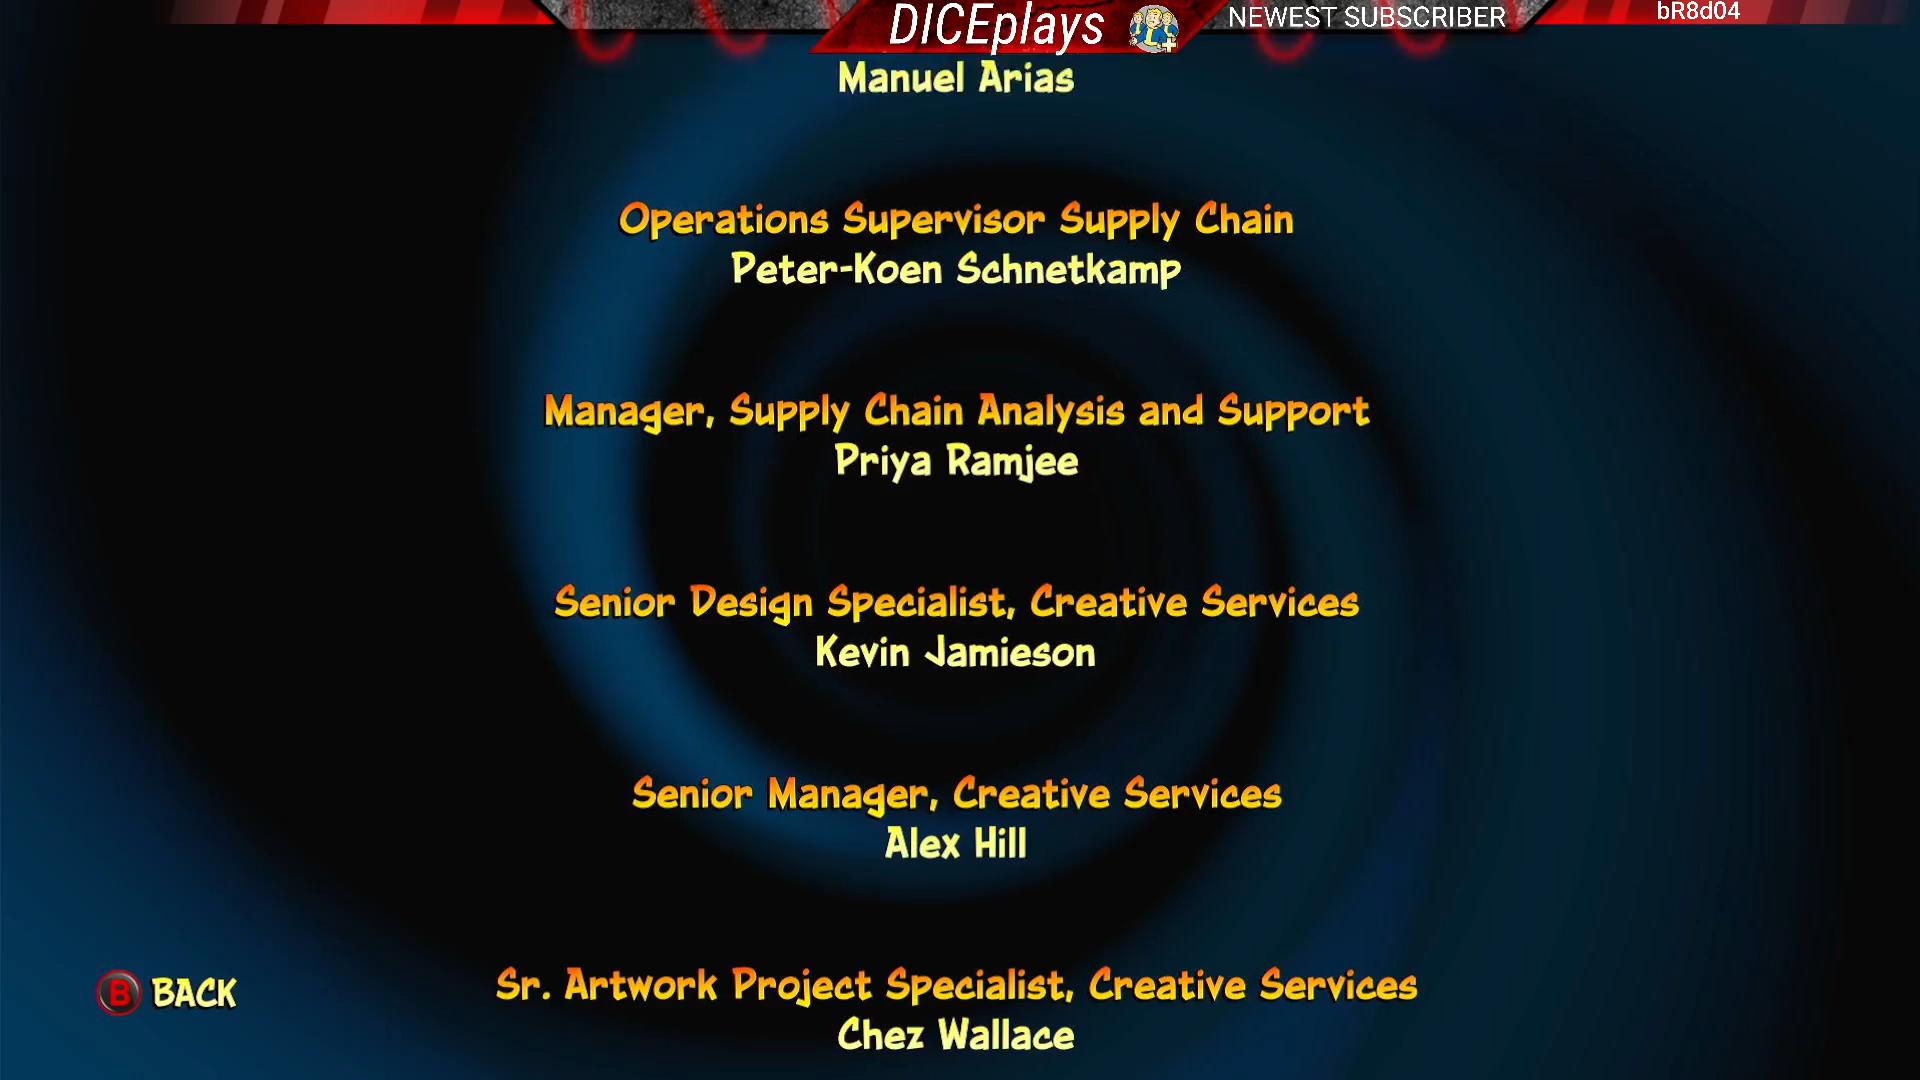 DICEplays
NEWEST SUBSCRIBER
bR8d04
Manuel Arias
Operations Supervisor Supply Chain
Peter-Koen Schnetkamp
Manager, Supply Chain Analysis and Support
Priya Ramjee
Senior Design Specialist, Creative Services
Kevin Jamieson
Senior Manager, Creative Services
Alex Hill
Sr. Artwork Project Specialist, Creative Services
Chez Wallace
B BACK